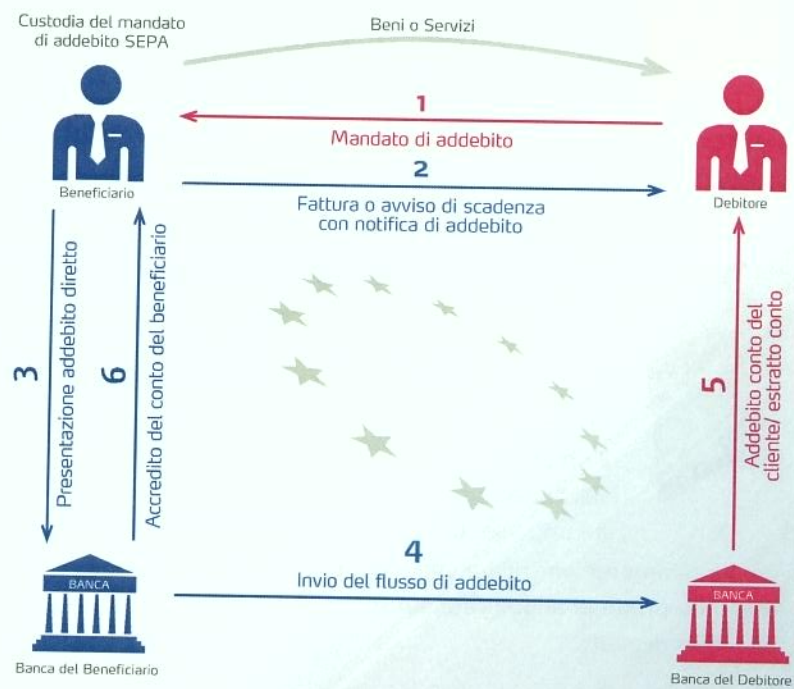 Custodia del mandato
di addebito SEPA
Beni o Servizi
1
Mandato di addebito
2
Fattura o avviso di scadenza
con notifica di addebito
Beneficiario
Debitore
3
Presentazione addebito diretto
6
Accredito del conto del beneficiario
5
Addebito conto del
cliente/ estratto conto
4
Invio del flusso di addebito
BANCA
Banca del Beneficiario
BANCA
Banca del Debitore